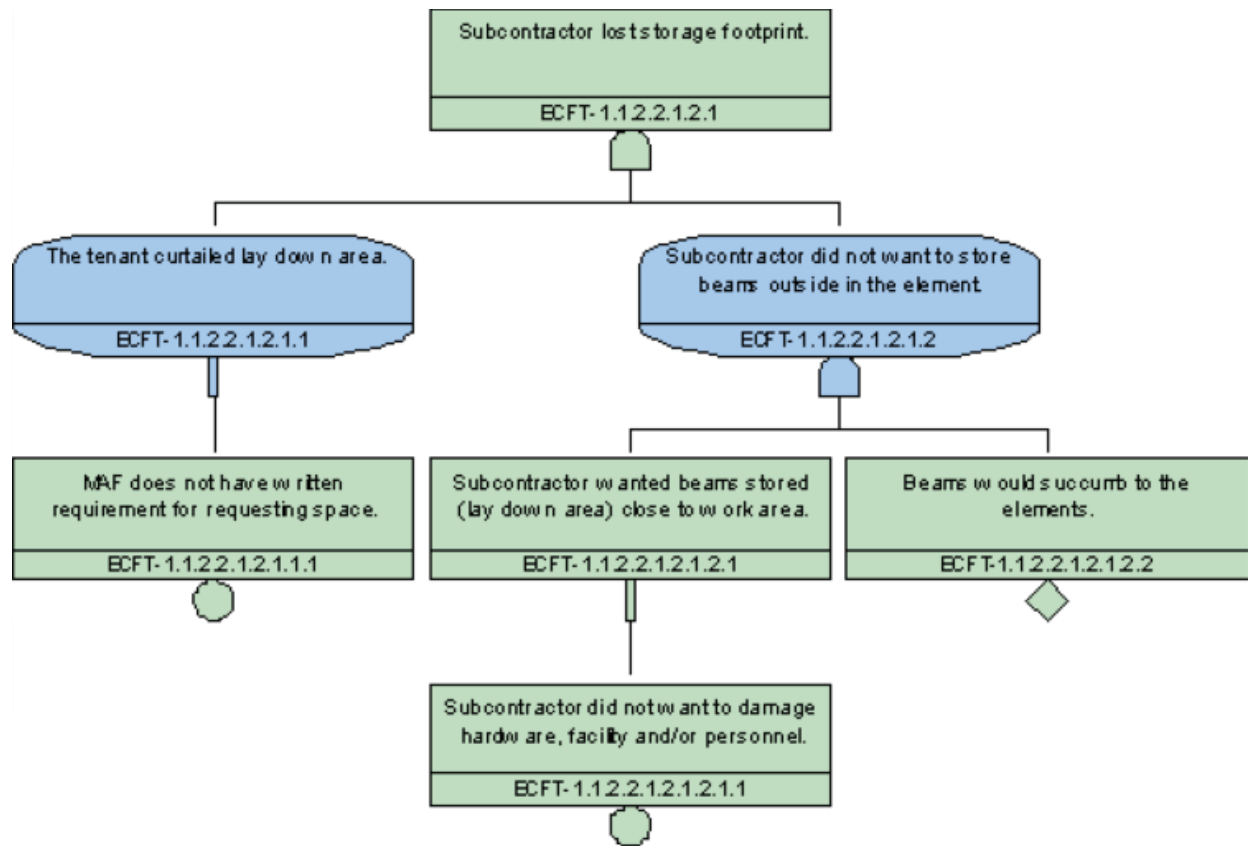 Subcontractor lost storage footprint.
ECFT-1.1.2.2.1.2.1
The tenant curtailed lay down area.
ECFT-1.1.2.2.1.2.1.1
Subcontractor did not want to store
beams outside in the element.
ECFT-1.1.2.2.1.2.1.2
MAF does not have written
requirement for requesting space.
ECFT-1.1.2.2.1.2.1.1.1
Subcontractor wanted beams stored
(lay down area) close to work area.
ECFT-1.1.2.2.1.2.1.2.1
Beams would succumb to the
elements.
ECFT-1.1.2.2.1.2.1.2.2
Subcontractor did not want to damage
hardware, facility and/or personnel.
ECFT-1.1.2.2.1.2.1.2.1.1